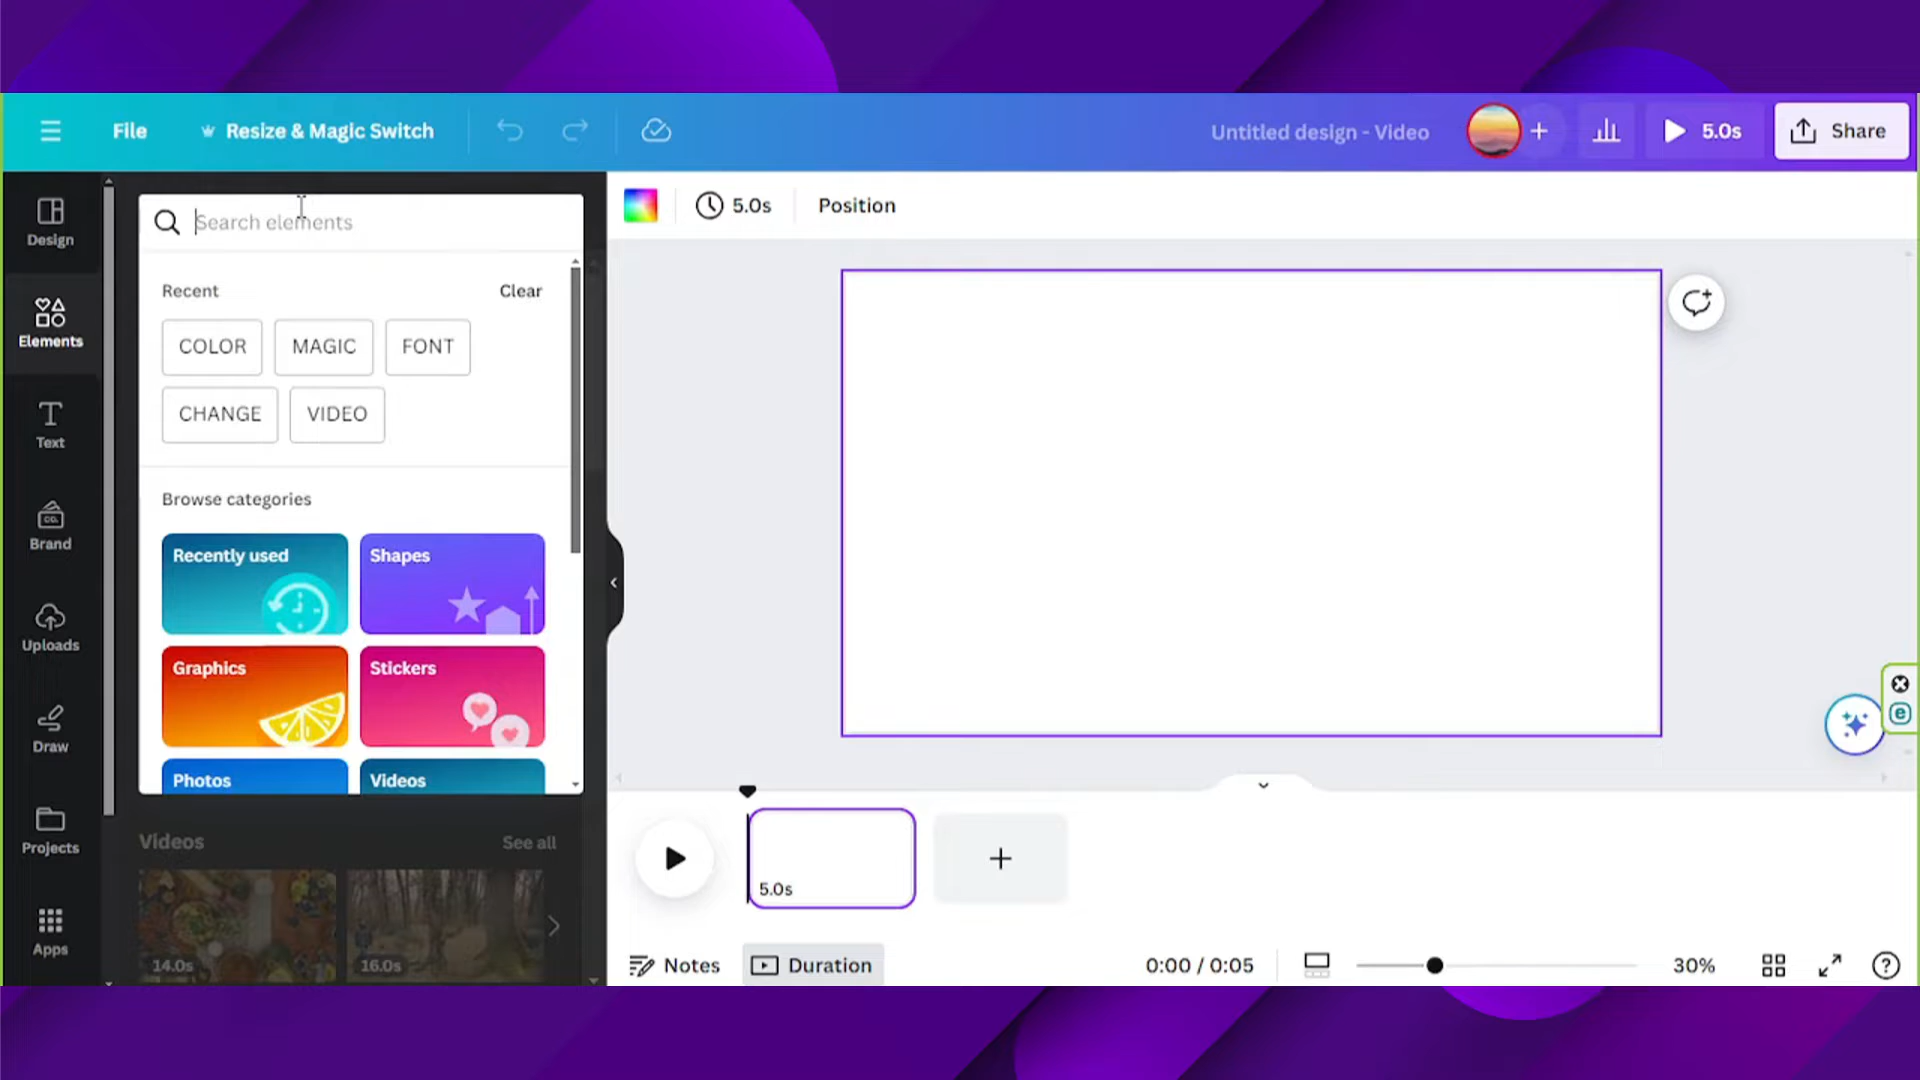 File
Resize & Magic Switch
Untitled design - Video
5.0s
Share
Design
Elements
Text
Brand
CO.
Uploads
Draw
Projects
Apps
Search elements
Recent
Clear
COLOR
MAGIC
FONT
CHANGE
VIDEO
Browse categories
Recently used
Shapes
Graphics
Stickers
Photos
Videos
Videos
See all
14.0s
16.0s
5.0s
Position
5.0s
Notes
Duration
0:00 / 0:05
30%